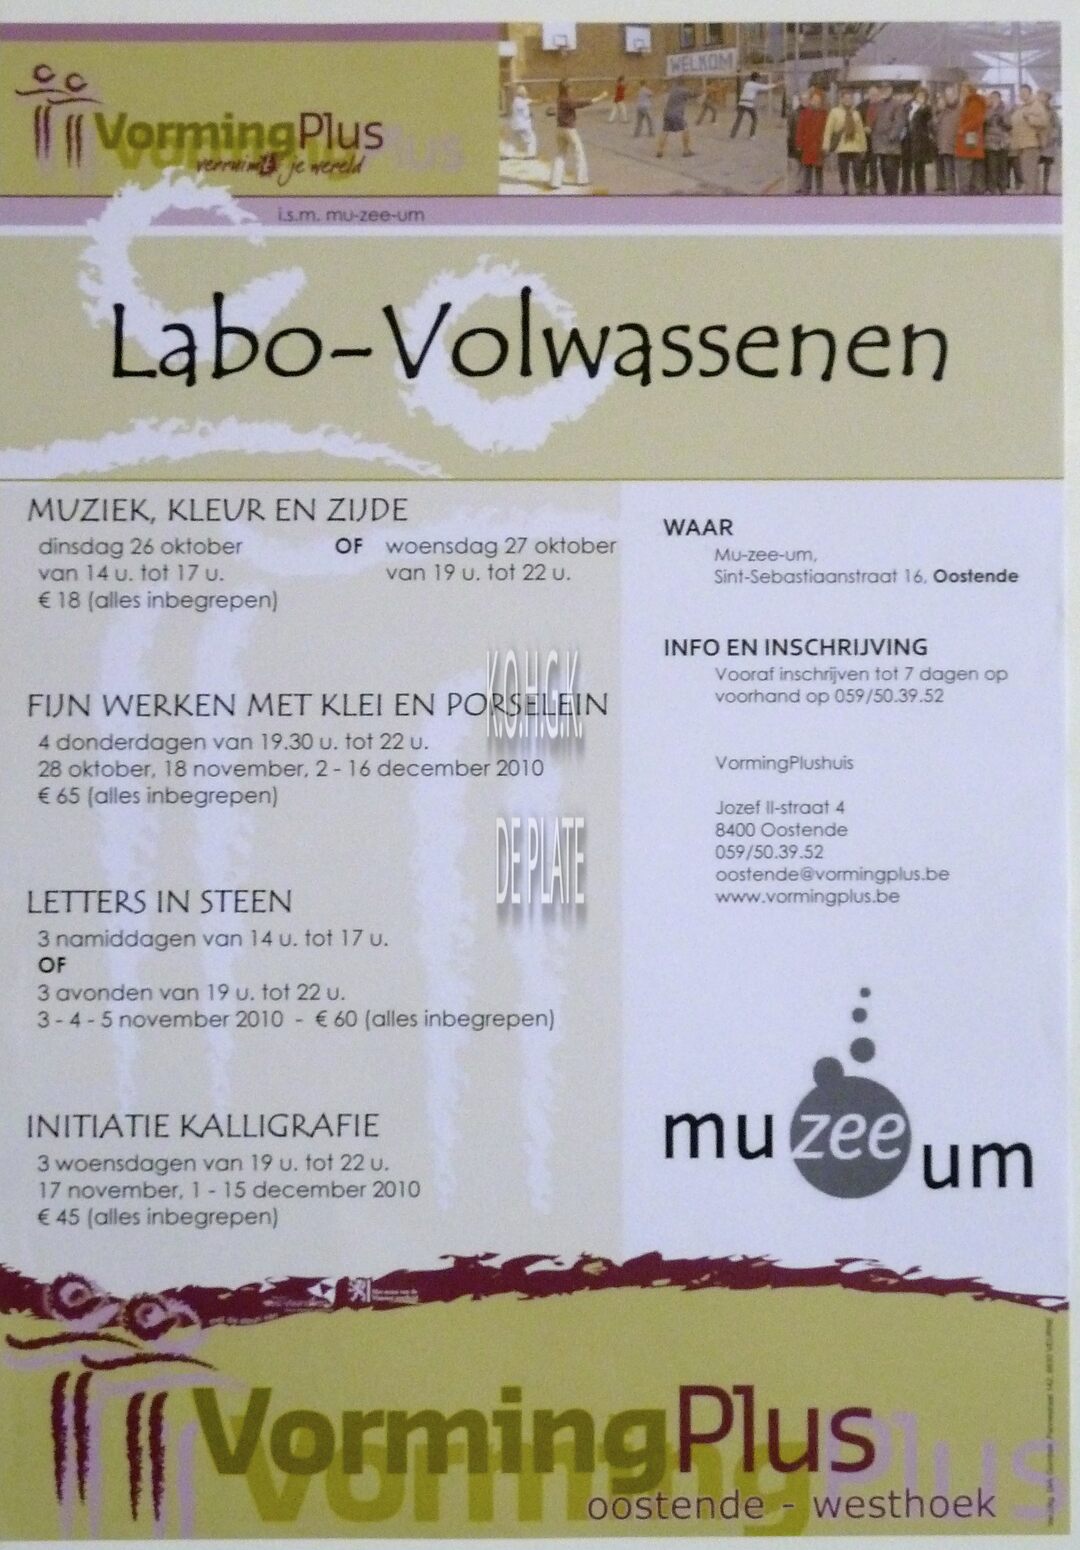 WELKOM
VormingPlus
verruimt je wereld
i.s.m. mu-zee-um
Labo-Volwassenen
MUZIEK, KLEUR EN ZIJDE
dinsdag 26 oktober OF woensdag 27 oktober
van 14 u. tot 17 u. van 19 u. tot 22 u.
€ 18 (alles inbegrepen)
FIJN WERKEN MET KLEI EN PORSELEIN
4 donderdagen van 19.30 u. tot 22 u.
28 oktober, 18 november, 2 - 16 december 2010
€ 65 (alles inbegrepen)
LETTERS IN STEEN
3 namiddagen van 14 u. tot 17 u.
OF
3 avonden van 19 u. tot 22 u.
3 - 4 - 5 november 2010 - € 60 (alles inbegrepen)
INITIATIE KALLIGRAFIE
3 woensdagen van 19 u. tot 22 u.
17 november, 1 - 15 december 2010
€ 45 (alles inbegrepen)
K.O.H.G.K.
DE PLATE
WAAR
Mu-zee-um,
Sint-Sebastiaanstraat 16, Oostende
INFO EN INSCHRIJVING
Vooraf inschrijven tot 7 dagen op
voorhand op 059/50.39.52
VormingPlushuis
Jozef II-straat 4
8400 Oostende
059/50.39.52
oostende@vormingplus.be
www.vormingplus.be
mu zee um
VormingPlus
oostende - westhoek